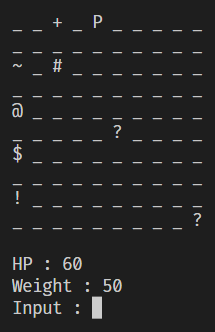 _ _ + _ P _ _ _ _ _
_ _ _ _ _ _ _ _ _ _
~ _ # _ _ _ _ _ _ _
_ _ _ _ _ _ _ _ _ _
@ _ _ _ _ _ _ _ _ _
_ _ _ _ _ ? _ _ _ _
$ _ _ _ _ _ _ _ _ _
_ _ _ _ _ _ _ _ _ _
! _ _ _ _ _ _ _ _ _
_ _ _ _ _ _ _ _ _ ?
HP : 60
Weight : 50
Input :